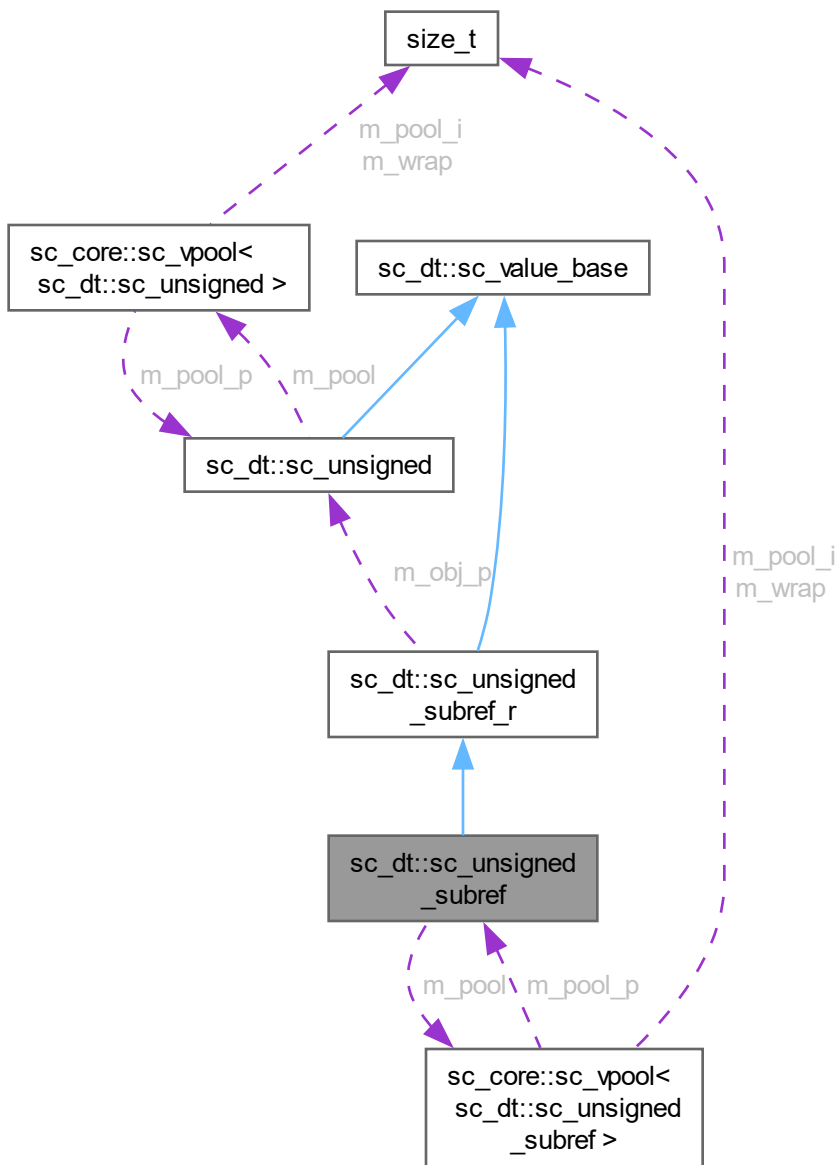 size_t
m_pool_i
m_wrap
sc_core::sc_vpool<
sc_dt::sc_unsigned >
sc_dt::sc_value_base
m_pool_p
m_pool
sc_dt::sc_unsigned
m_obj_p
m_pool_i
m_wrap
sc_dt::sc_unsigned
_subref_r
sc_dt::sc_unsigned
_subref
m_pool
m_pool_p
sc_core::sc_vpool<
sc_dt::sc_unsigned
_subref >